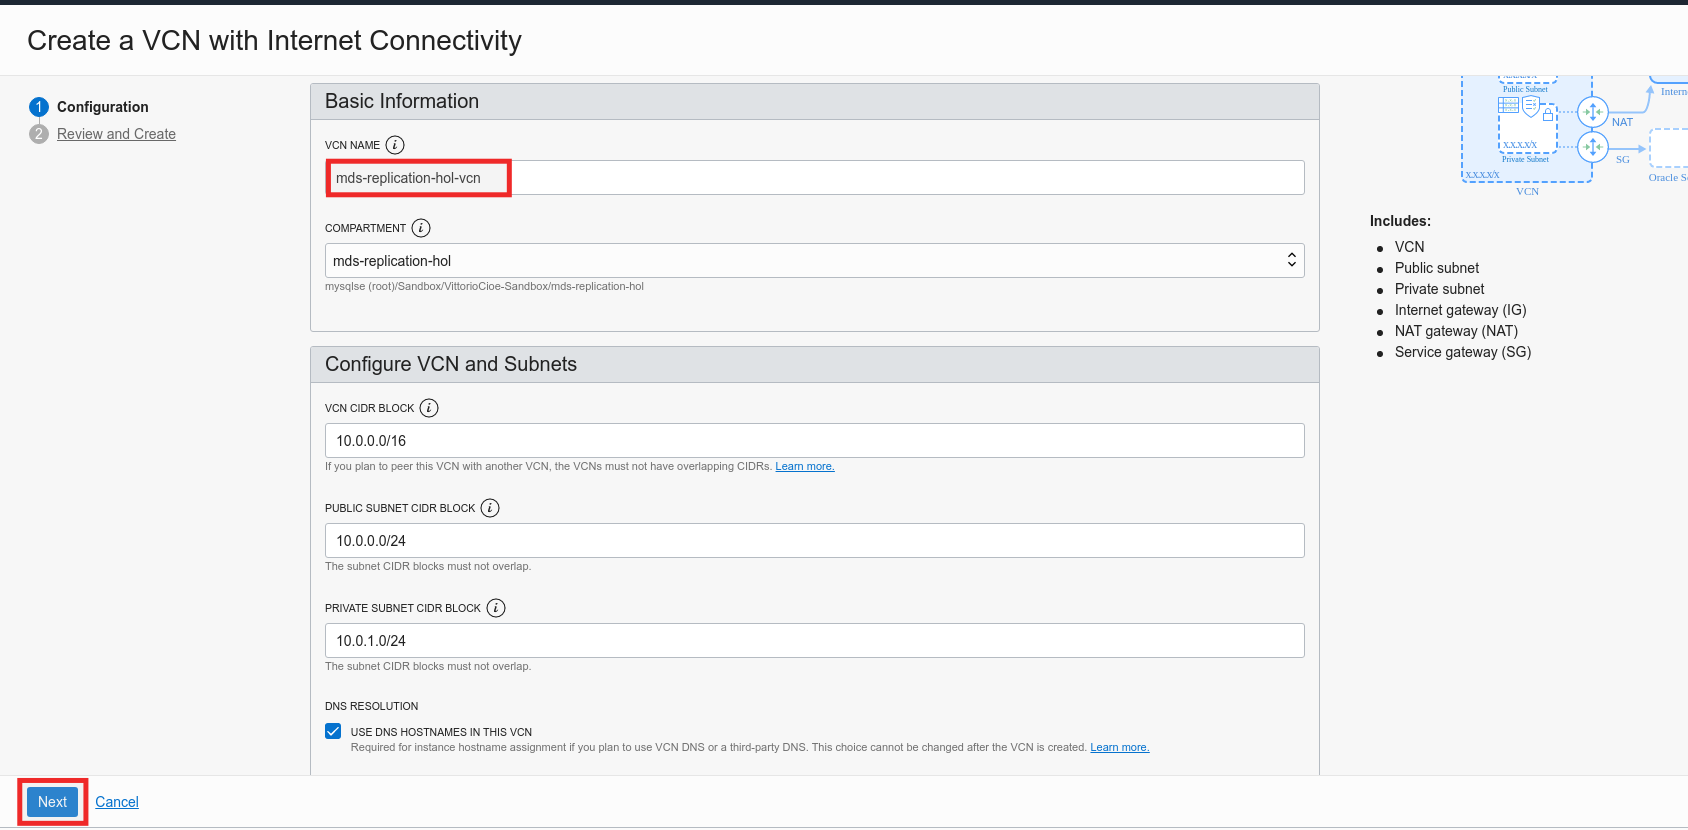 Create a VCN with Internet Connectivity
1 Configuration
2 Review and Create
Basic Information
VCN NAME i
mds-replication-hol-vcn
COMPARTMENT i
mds-replication-hol
mysqlse (root)/Sandbox/VittorioCioe-Sandbox/mds-replication-hol
Configure VCN and Subnets
VCN CIDR BLOCK i
10.0.0.0/16
If you plan to peer this VCN with another VCN, the VCNs must not have overlapping CIDRs. Learn more.
PUBLIC SUBNET CIDR BLOCK i
10.0.0.0/24
The subnet CIDR blocks must not overlap.
PRIVATE SUBNET CIDR BLOCK i
10.0.1.0/24
The subnet CIDR blocks must not overlap.
DNS RESOLUTION
USE DNS HOSTNAMES IN THIS VCN
Required for instance hostname assignment if you plan to use VCN DNS or a third-party DNS. This choice cannot be changed after the VCN is created. Learn more.
Next Cancel
Public Subnet
Intern
NAT
X.X.X.X/X
Private Subnet
SG
X.X.X.X/X
Oracle S
VCN
Includes:
VCN
Public subnet
Private subnet
Internet gateway (IG)
NAT gateway (NAT)
Service gateway (SG)